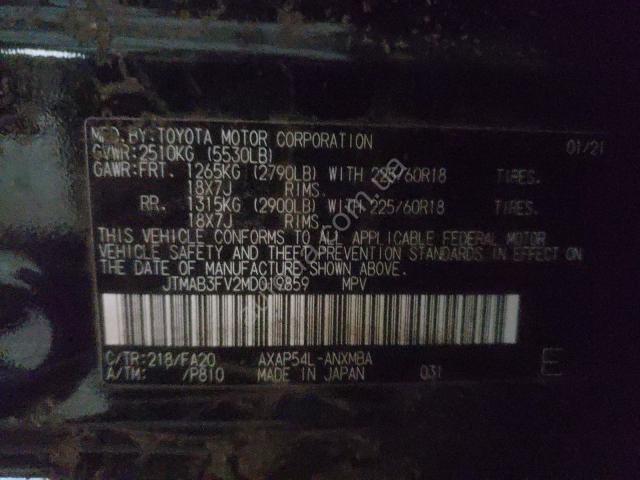 MFD. BY: TOYOTA MOTOR CORPORATION 01/21
GVWR: 2510KG (5530LB)
GAWR: FRT. 1265KG (2790LB) WITH 225/60R18 TIRES.
18X7J RIMS.
RR. 1315KG (2900LB) WITH 225/60R18 TIRES.
18X7J RIMS.
THIS VEHICLE CONFORMS TO ALL APPLICABLE FEDERAL MOTOR
VEHICLE SAFETY AND THEFT PREVENTION STANDARDS IN EFFECT ON
THE DATE OF MANUFACTURE SHOWN ABOVE.
JTMAB3FV2MD019859 MPV
C/TR: 218/FA20 AXAP54L-ANXMBA E
A/TM: /P810 MADE IN JAPAN 031